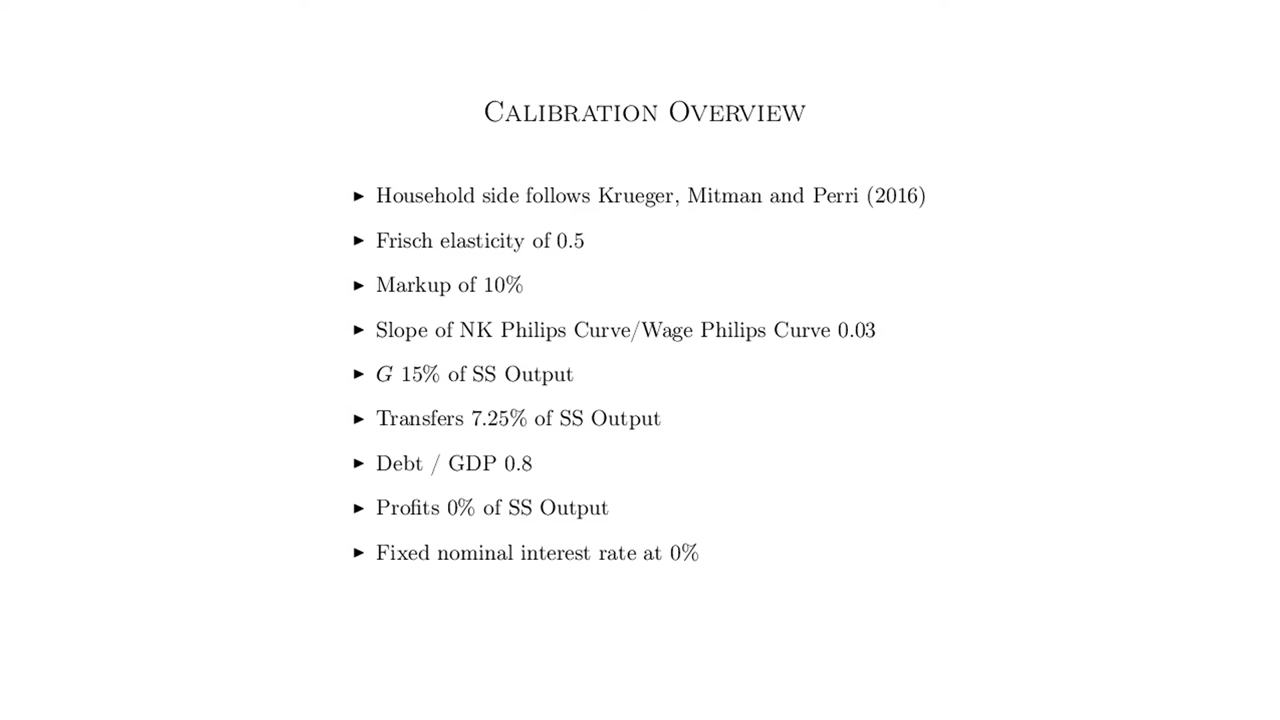 Calibration Overview
▶ Household side follows Krueger, Mitman and Perri (2016)
▶ Frisch elasticity of 0.5
▶ Markup of 10%
▶ Slope of NK Philips Curve/Wage Philips Curve 0.03
▶ G 15% of SS Output
▶ Transfers 7.25% of SS Output
▶ Debt / GDP 0.8
▶ Profits 0% of SS Output
▶ Fixed nominal interest rate at 0%